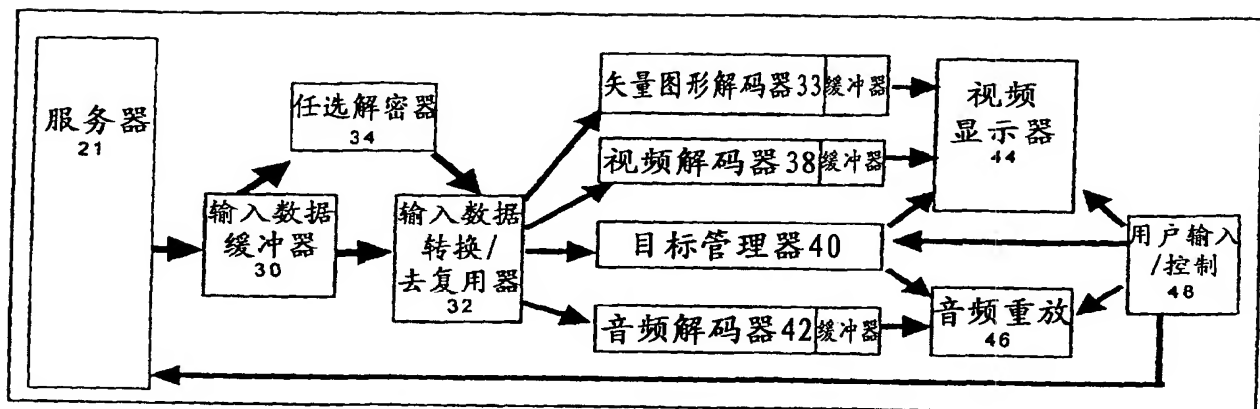 服务器
21
任选解密器
34
输入数据
缓冲器
30
输入数据
转换/
去复用器
32
矢量图形解码器33 缓冲器
视频解码器38 缓冲器
目标管理器40
音频解码器42 缓冲器
视频
显示器
44
音频重放
46
用户输入
/控制
48